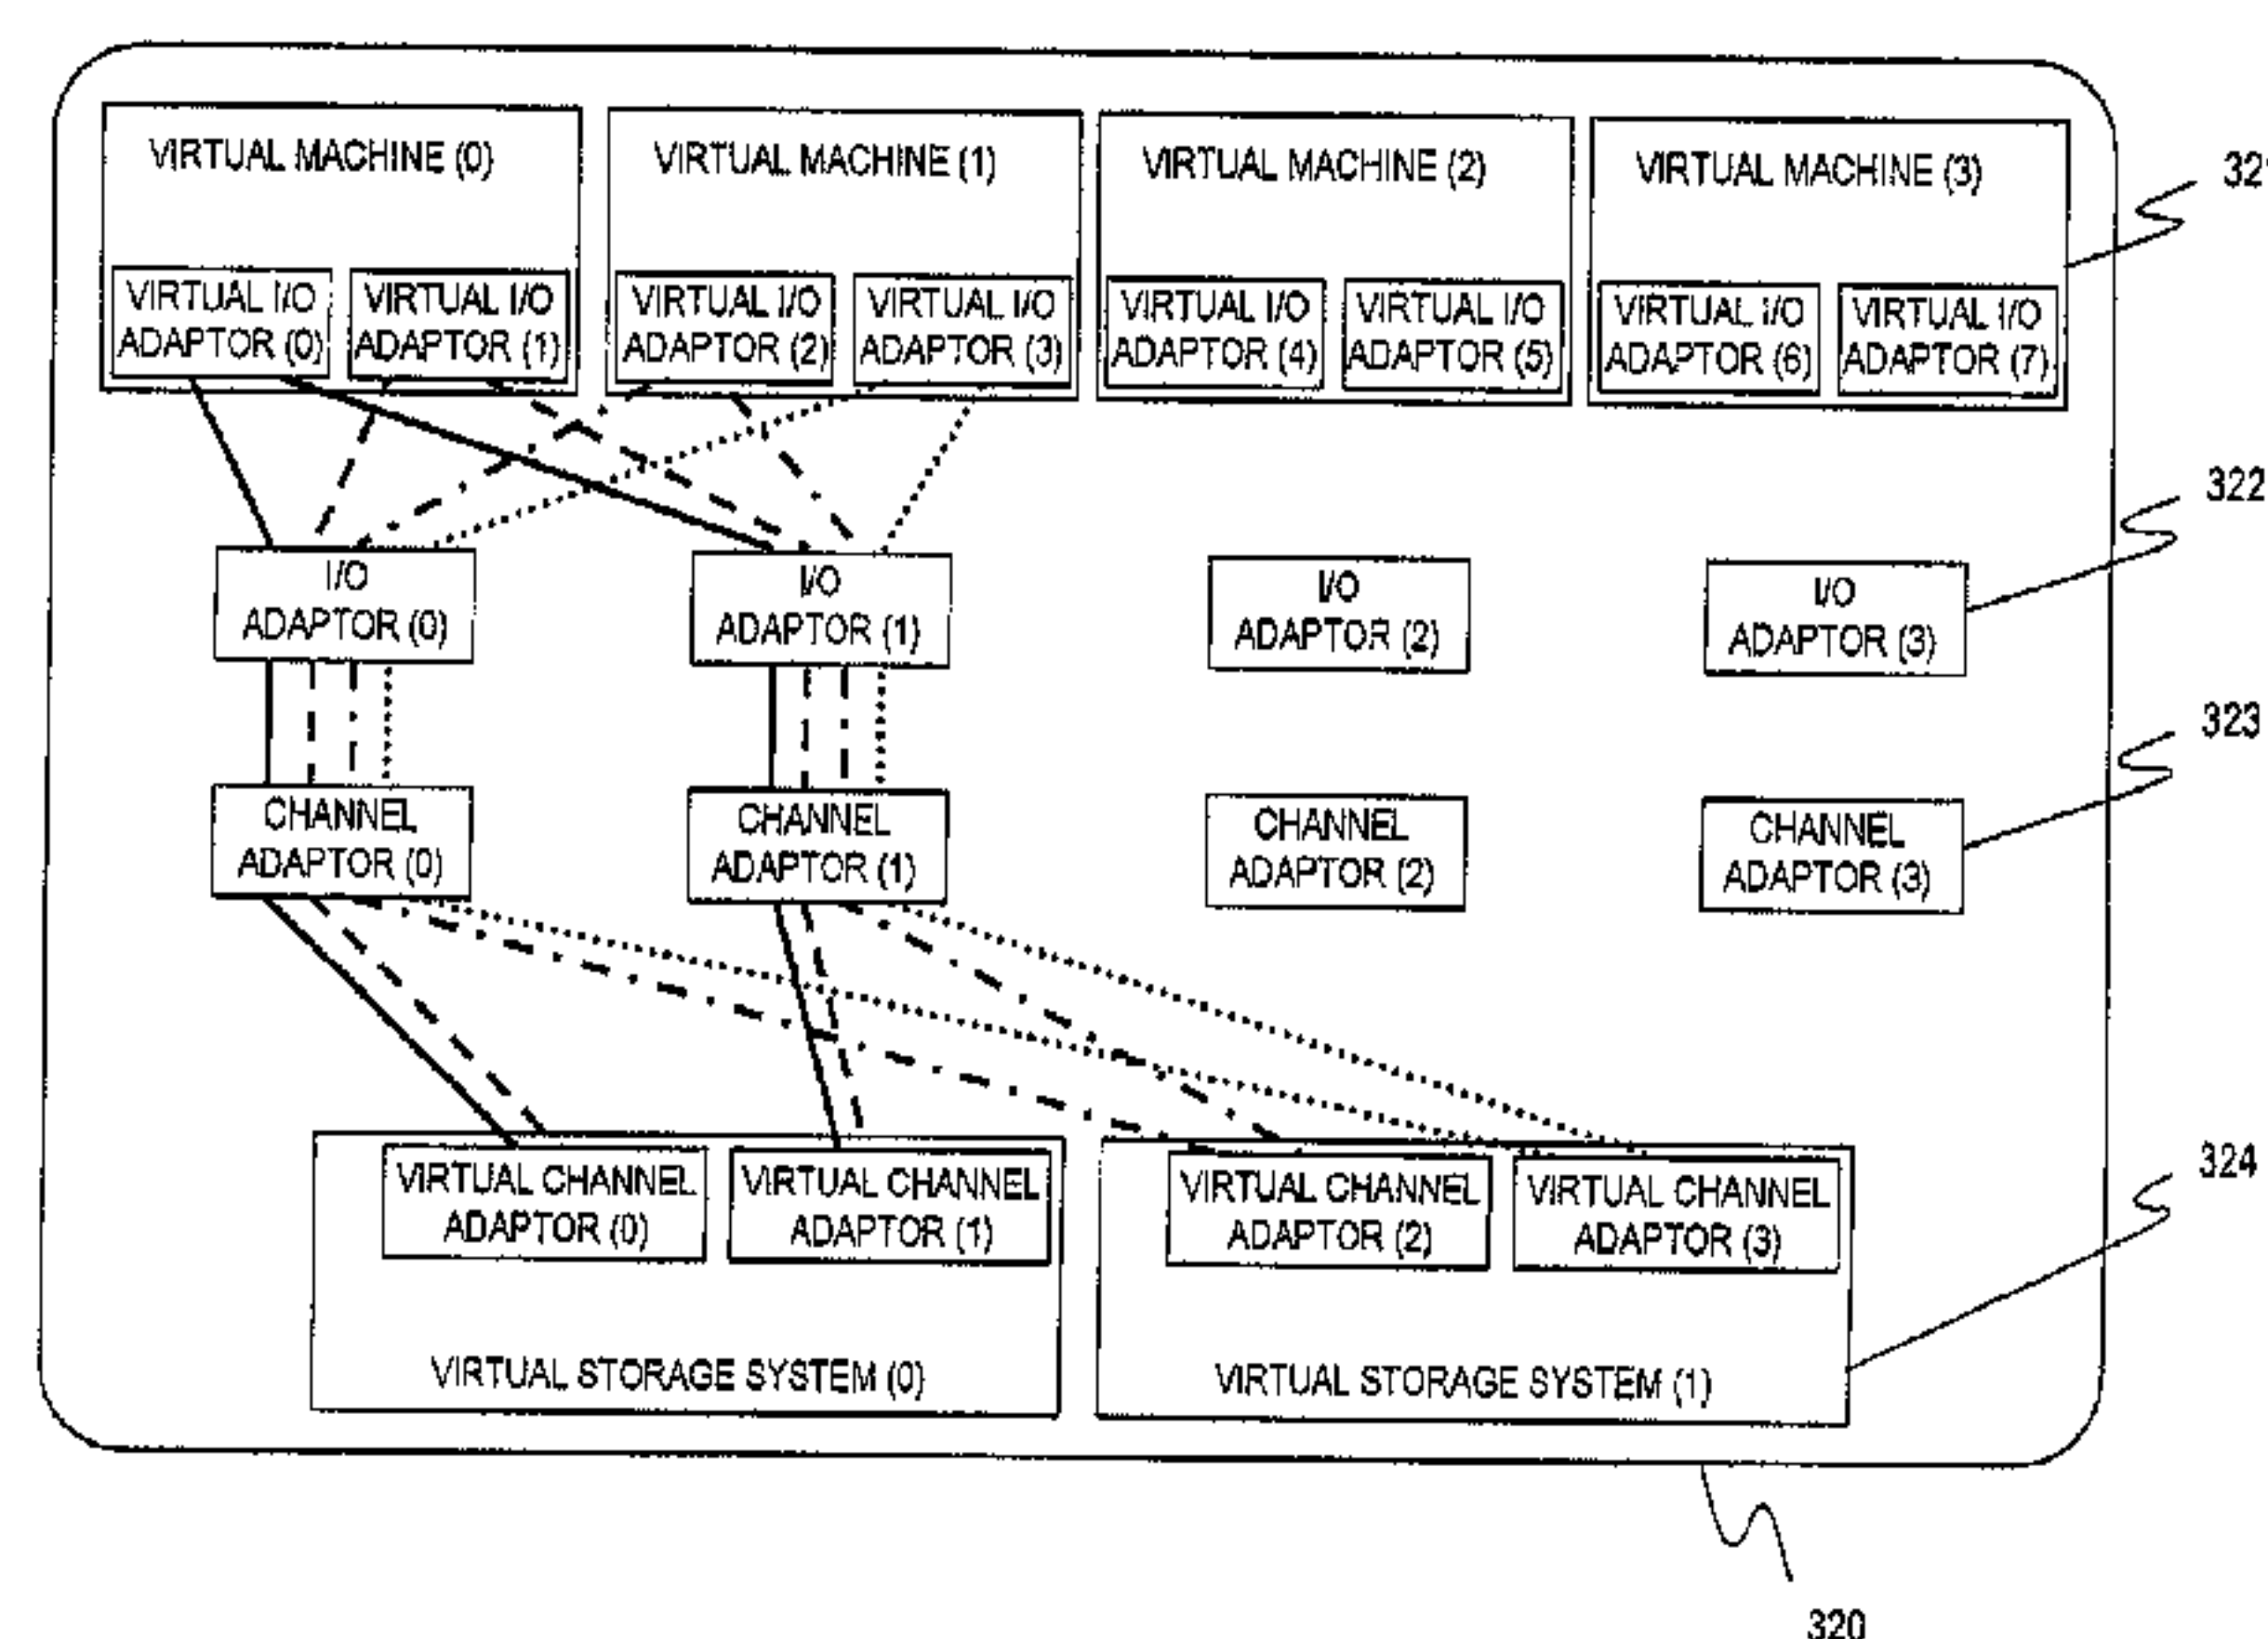 VIRTUAL MACHINE (0)
VIRTUAL MACHINE (1)
VIRTUAL MACHINE (2)
VIRTUAL MACHINE (3)
VIRTUAL I/O
ADAPTOR (0)
VIRTUAL I/O
ADAPTOR (1)
VIRTUAL I/O
ADAPTOR (2)
VIRTUAL I/O
ADAPTOR (3)
VIRTUAL I/O
ADAPTOR (4)
VIRTUAL I/O
ADAPTOR (5)
VIRTUAL I/O
ADAPTOR (6)
VIRTUAL I/O
ADAPTOR (7)
I/O
ADAPTOR (0)
I/O
ADAPTOR (1)
I/O
ADAPTOR (2)
I/O
ADAPTOR (3)
322
CHANNEL
ADAPTOR (0)
CHANNEL
ADAPTOR (1)
CHANNEL
ADAPTOR (2)
CHANNEL
ADAPTOR (3)
323
VIRTUAL CHANNEL
ADAPTOR (0)
VIRTUAL CHANNEL
ADAPTOR (1)
VIRTUAL CHANNEL
ADAPTOR (2)
VIRTUAL CHANNEL
ADAPTOR (3)
324
VIRTUAL STORAGE SYSTEM (0)
VIRTUAL STORAGE SYSTEM (1)
320